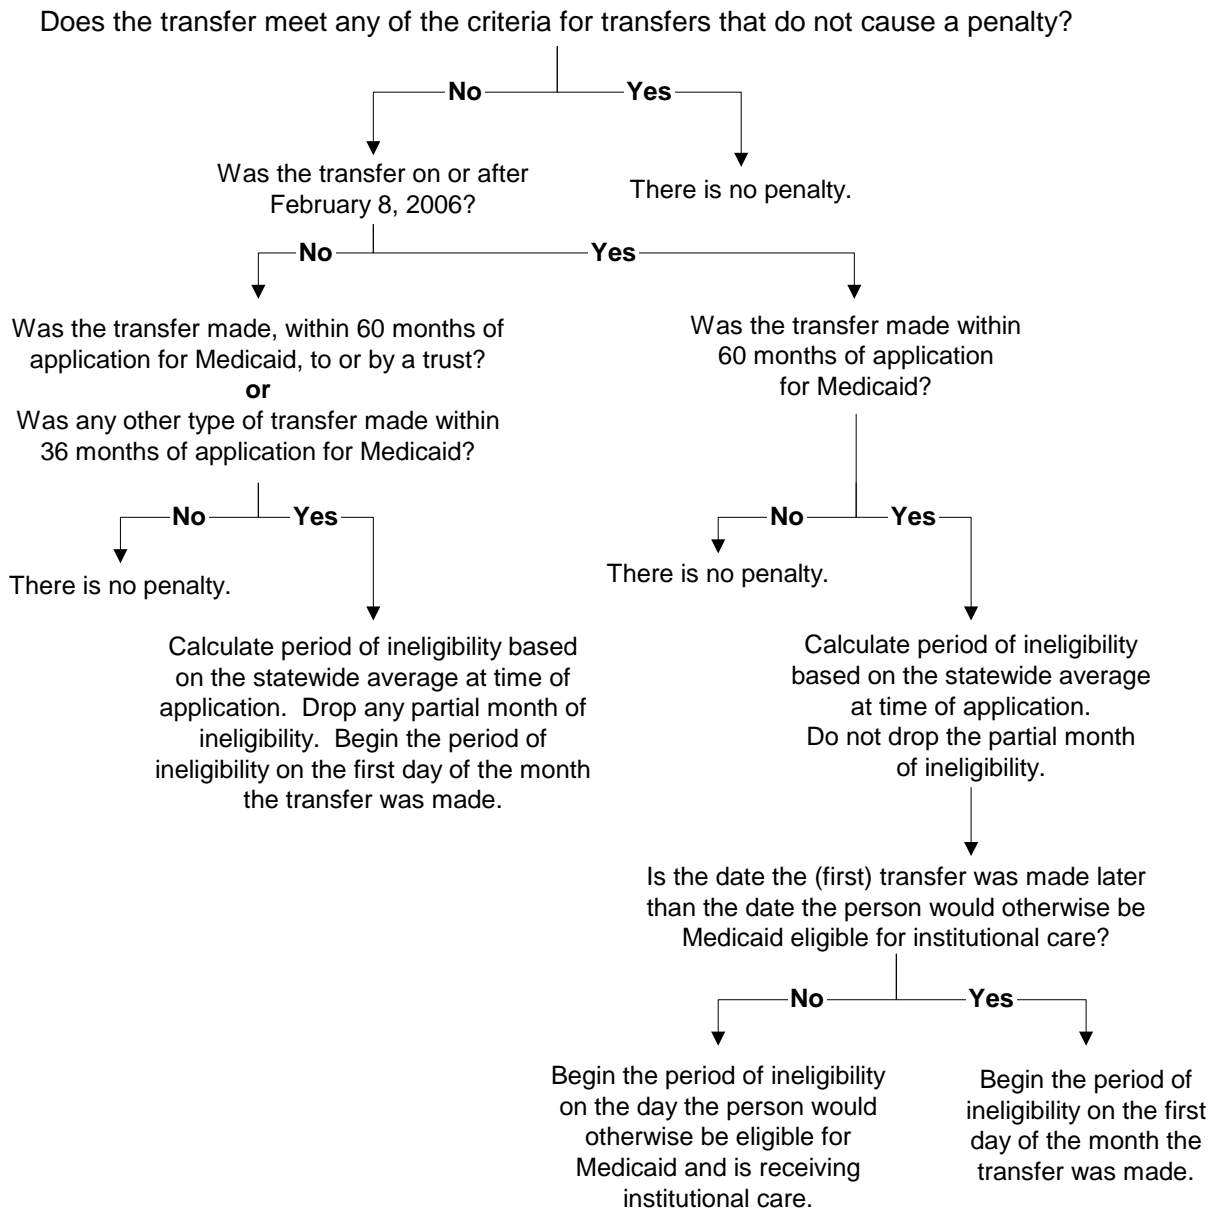 Does the transfer meet any of the criteria for transfers that do not cause a penalty?
No
Yes
Was the transfer on or after
February 8, 2006?
There is no penalty.
No
Yes
Was the transfer made, within 60 months of
application for Medicaid, to or by a trust?
or
Was any other type of transfer made within
36 months of application for Medicaid?
Was the transfer made within
60 months of application
for Medicaid?
No
Yes
No
Yes
There is no penalty.
There is no penalty.
Calculate period of ineligibility based
on the statewide average at time of
application.  Drop any partial month of
ineligibility.  Begin the period of
ineligibility on the first day of the month
the transfer was made.
Calculate period of ineligibility
based on the statewide average
at time of application.
Do not drop the partial month
of ineligibility.
Is the date the (first) transfer was made later
than the date the person would otherwise be
Medicaid eligible for institutional care?
No
Yes
Begin the period of ineligibility
on the day the person would
otherwise be eligible for
Medicaid and is receiving
institutional care.
Begin the period of
ineligibility on the first
day of the month the
transfer was made.